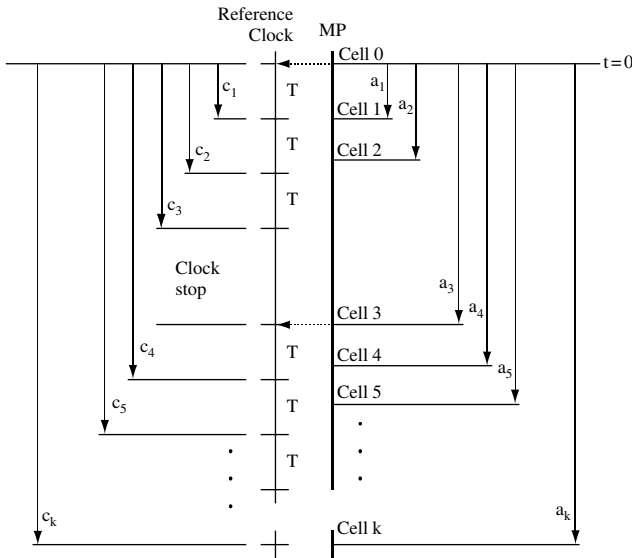 Reference
Clock
MP
Cell 0
t=0
T
a₁
c₁
a₂
Cell 1
T
c₂
Cell 2
T
c₃
Clock
stop
a₃
a₄
Cell 3
T
c₄
Cell 4
a₅
T
c₅
Cell 5
T
cₖ
aₖ
Cell k